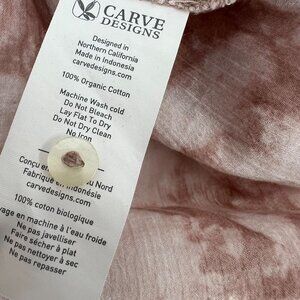 CARVE
DESIGNS
Designed in
Northern California
Made in Indonesia
carvedesigns.com
100% Organic Cotton
Machine Wash cold
Do Not Bleach
Lay Flat To Dry
Do Not Dry Clean
No Iron
Conçu en
du Nord
Fabriqué en Indonésie
carvedesigns.com
100% coton biologique
en machine à l'eau froide
Ne pas javelliser
Faire sécher à plat
Ne pas nettoyer à sec
Ne pas repasser